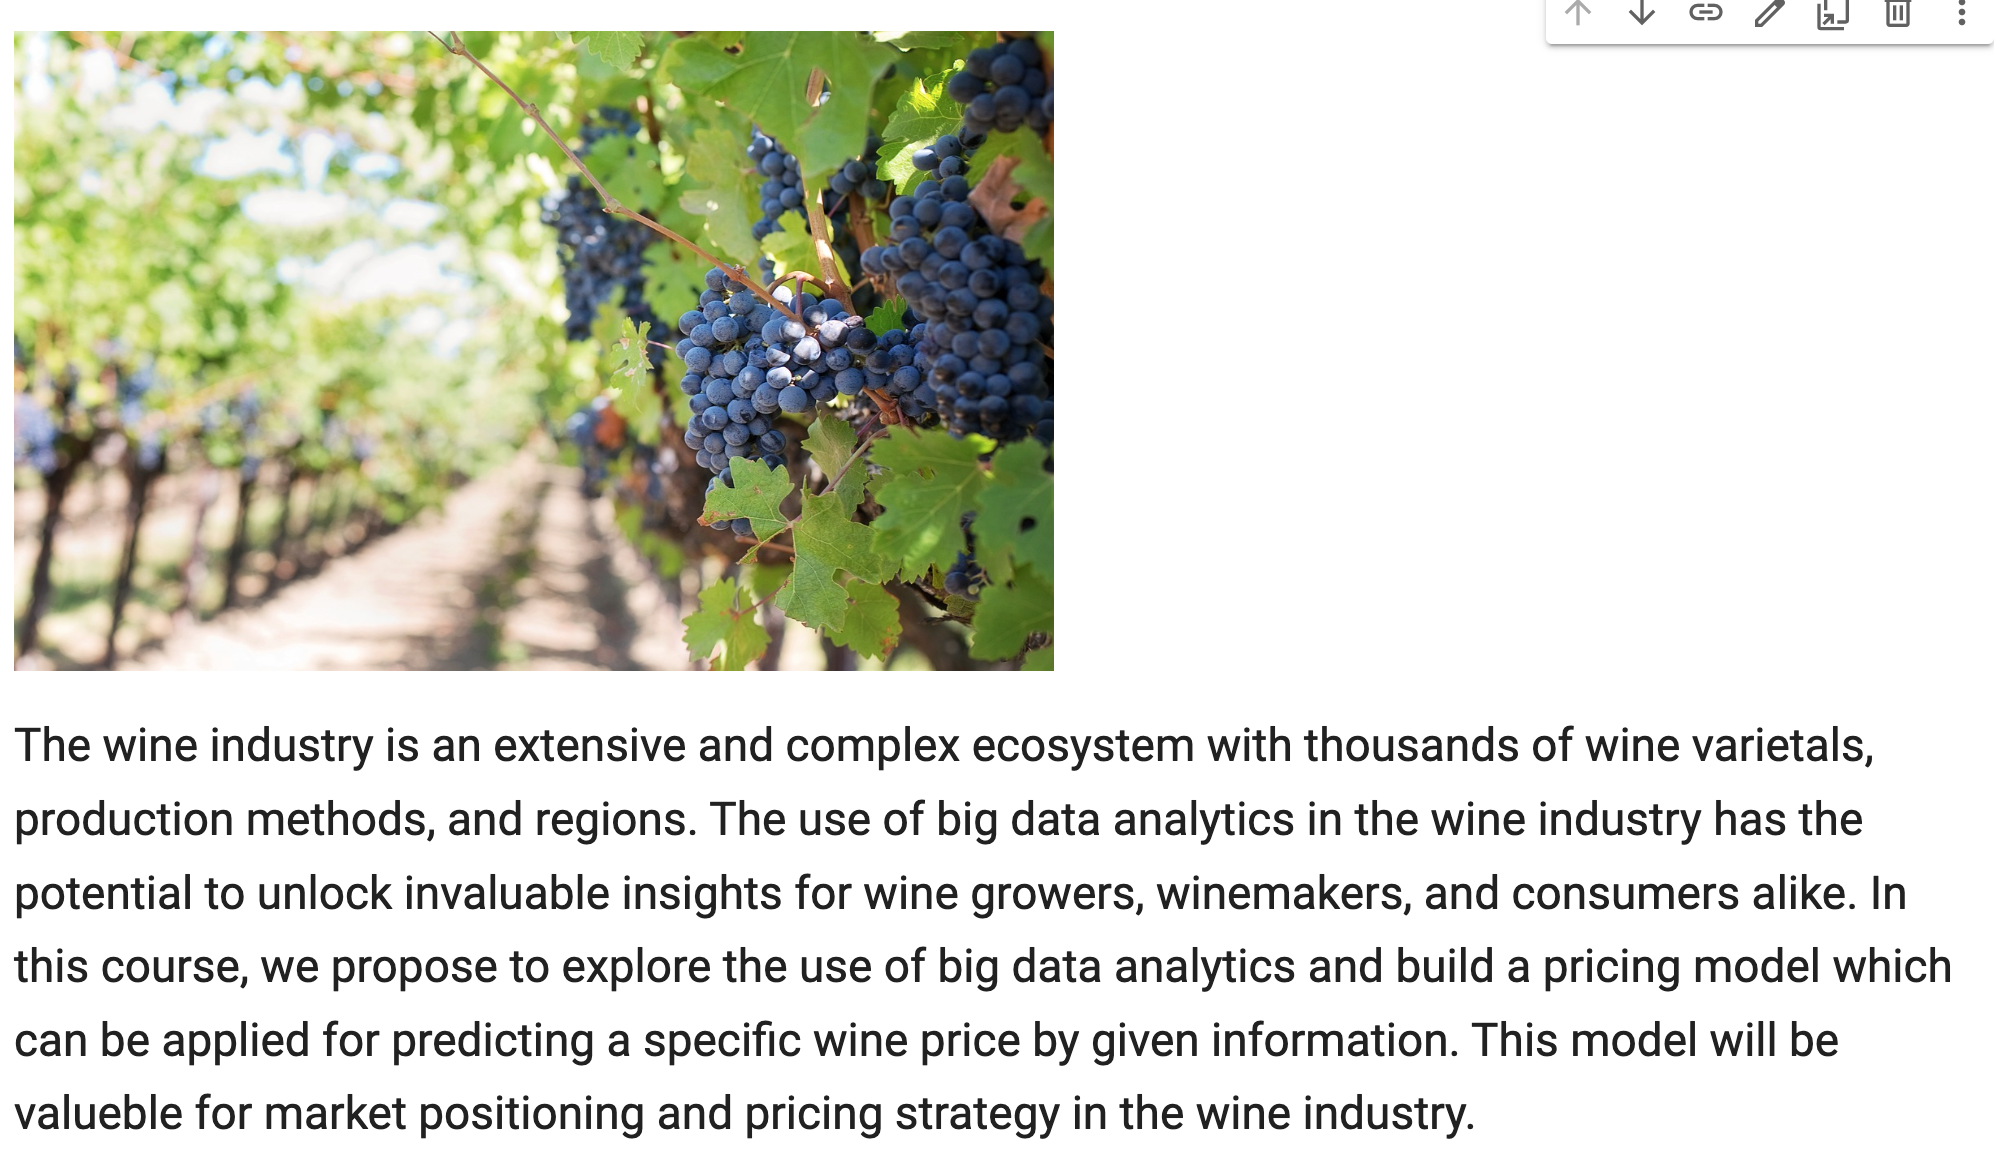 The wine industry is an extensive and complex ecosystem with thousands of wine varietals,
production methods, and regions. The use of big data analytics in the wine industry has the
potential to unlock invaluable insights for wine growers, winemakers, and consumers alike. In
this course, we propose to explore the use of big data analytics and build a pricing model which
can be applied for predicting a specific wine price by given information. This model will be
valueble for market positioning and pricing strategy in the wine industry.